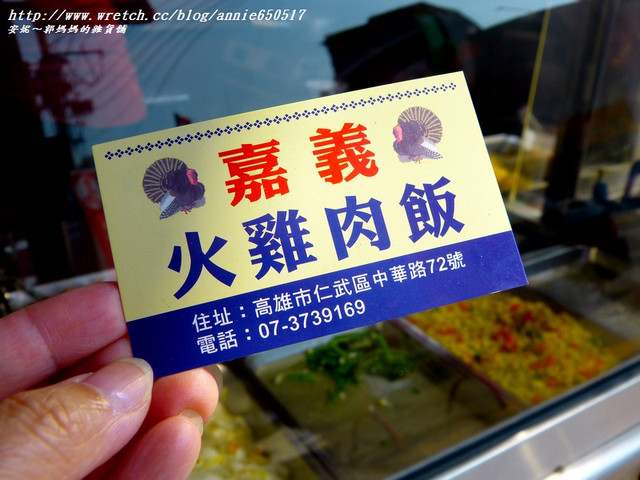 http://www.wretch.cc/blog/annie650517
安妮～郭媽媽的雜貨舖
嘉義
火雞肉飯
住址：高雄市仁武區中華路72號
電話：07-3739169